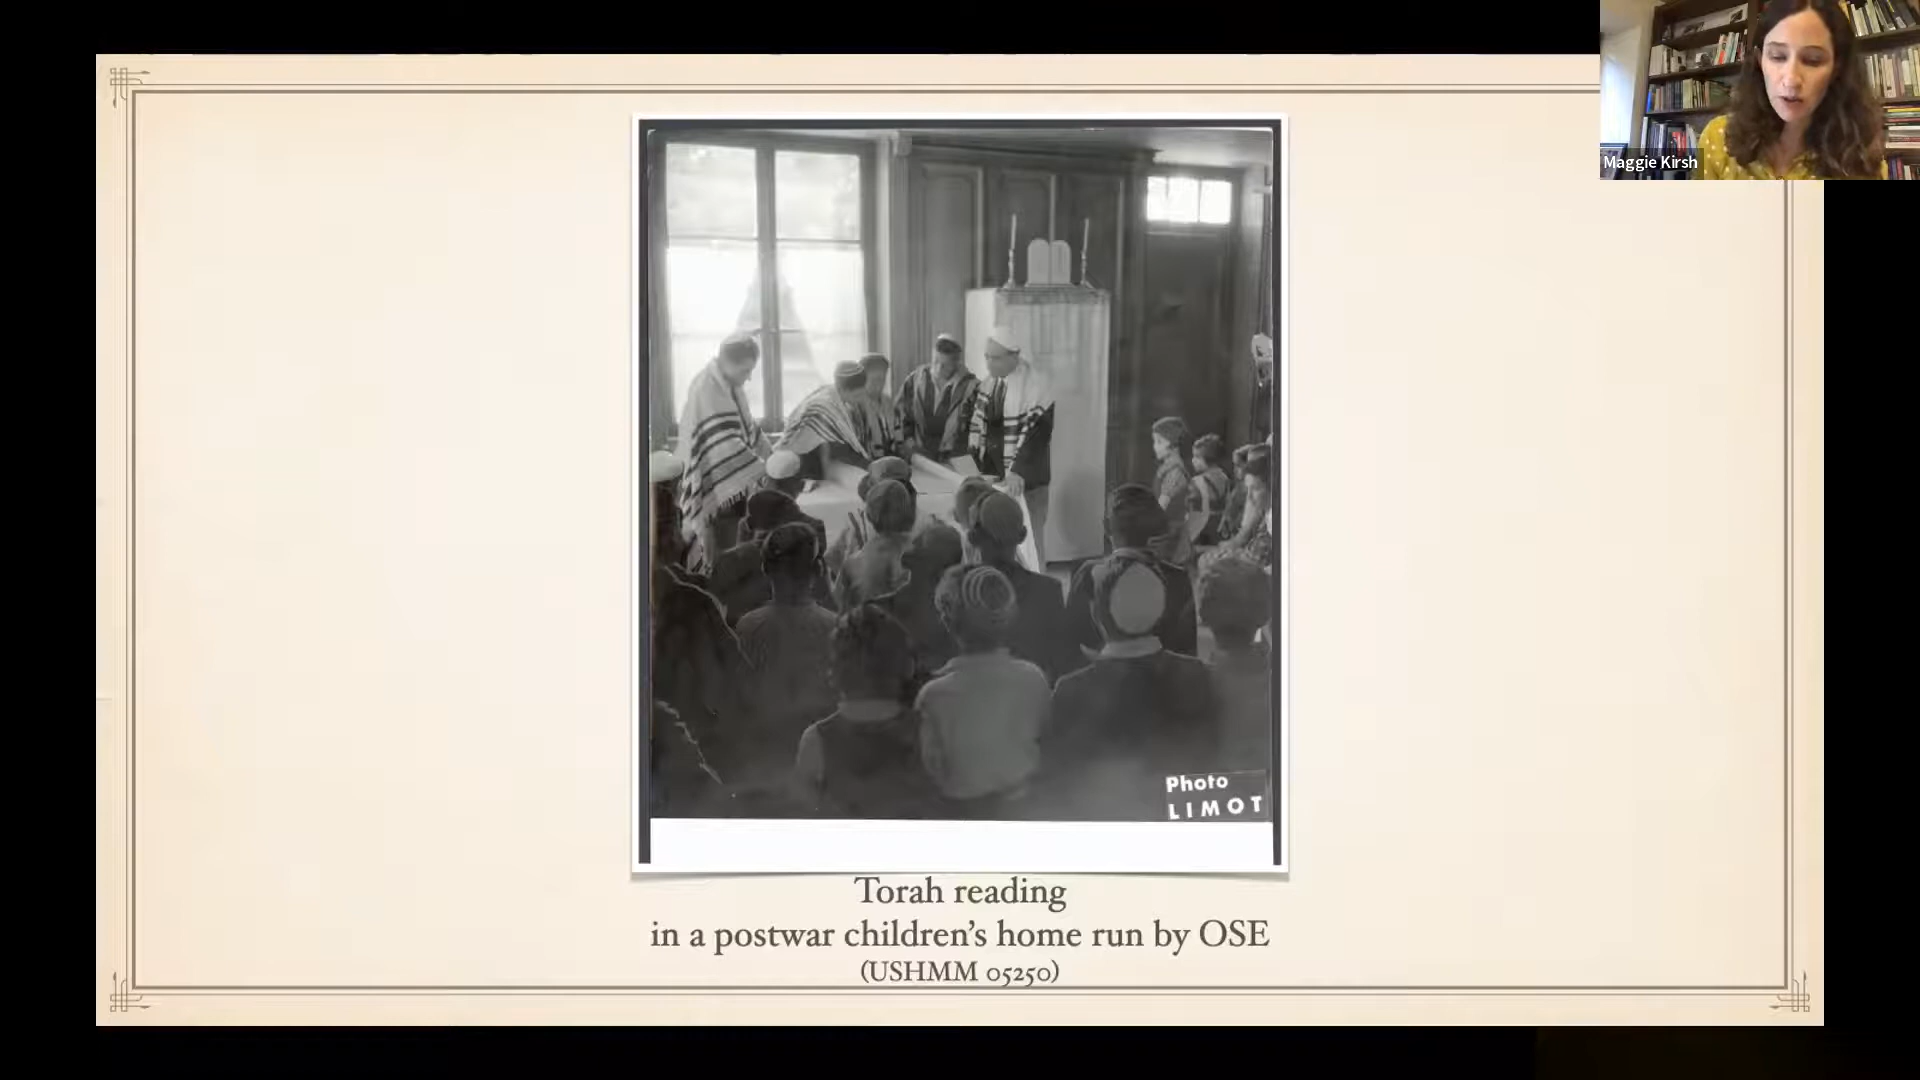 Maggie Kirsh
Photo
LIMOT
Torah reading
in a postwar children’s home run by OSE
(USHMM 05250)